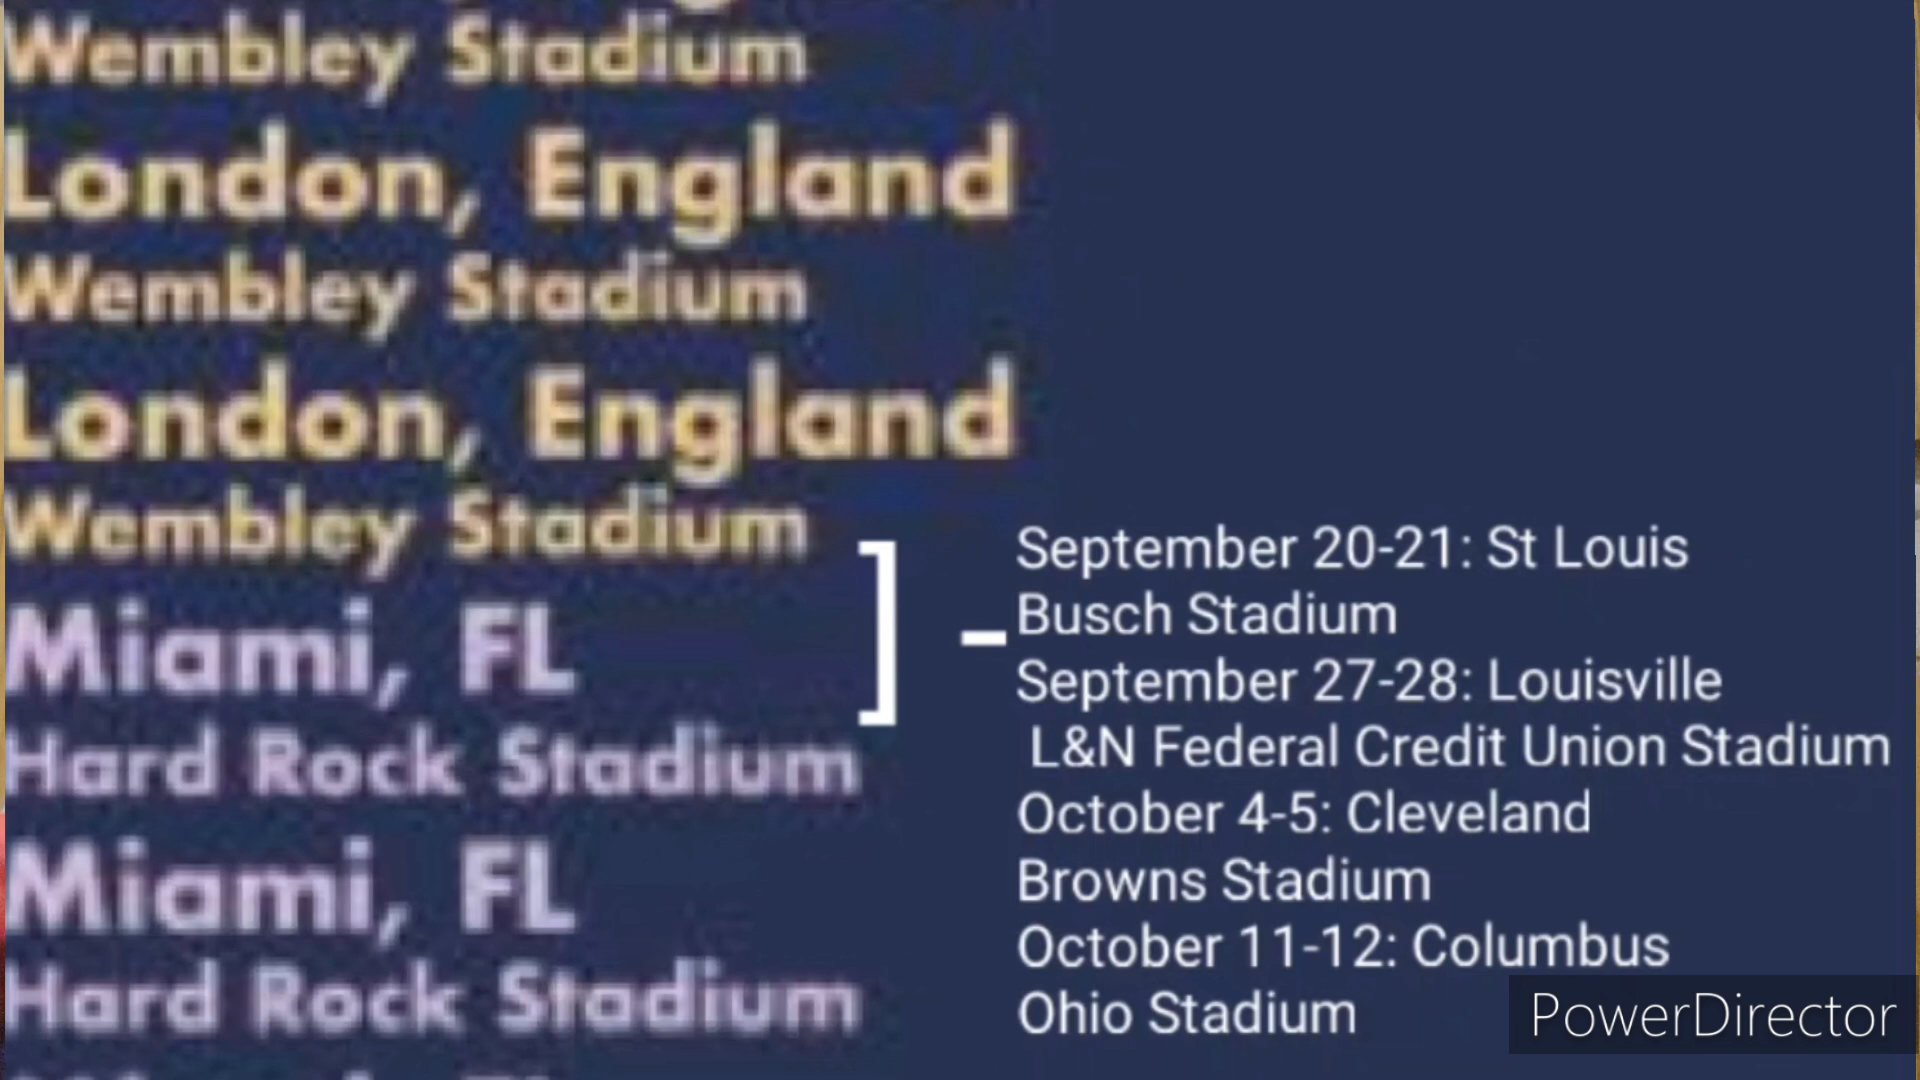 Wembley Stadium
London, England
Wembley Stadium
London, England
Wembley Stadium
Miami, FL
Hard Rock Stadium
Miami, FL
Hard Rock Stadium
] -
September 20-21: St Louis
Busch Stadium
September 27-28: Louisville
L&N Federal Credit Union Stadium
October 4-5: Cleveland
Browns Stadium
October 11-12: Columbus
Ohio Stadium
PowerDirector